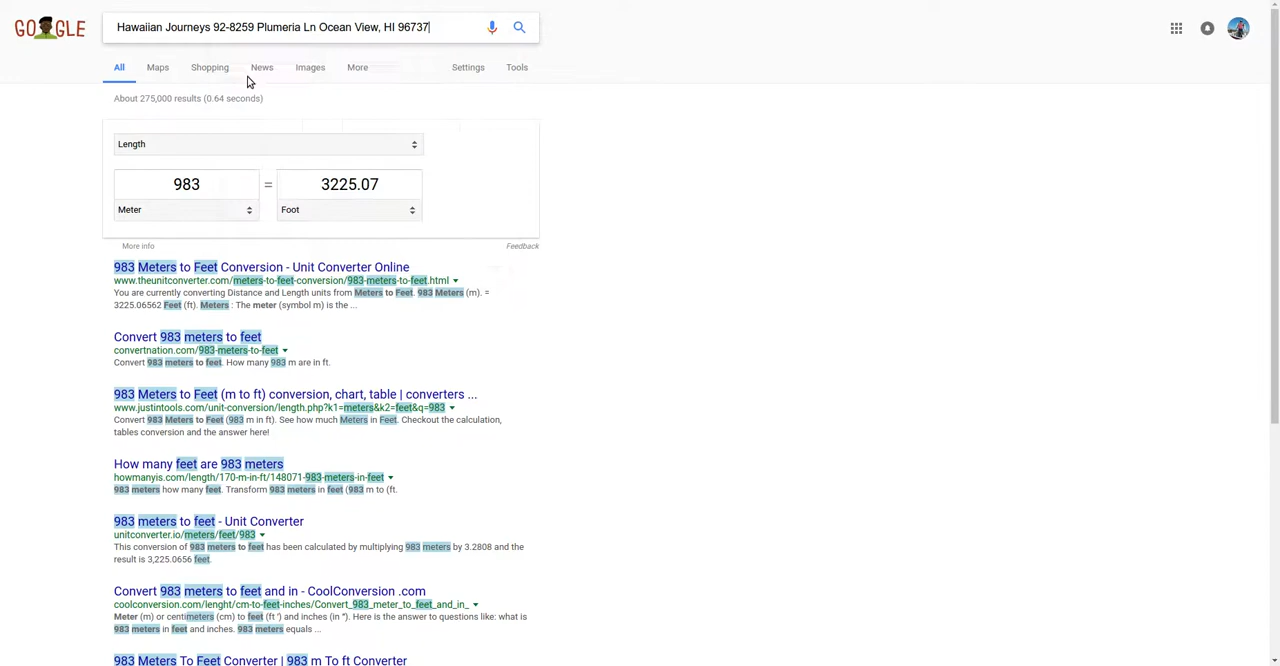 GO GLE
Hawaiian Journeys 92-8259 Plumeria Ln Ocean View, HI 96737
All Maps Shopping News Images More Settings Tools
About 275,000 results (0.64 seconds)
Length
983 = 3225.07
Meter Foot
More info Feedback
983 Meters to Feet Conversion - Unit Converter Online
www.theunitconverter.com/meters-to-feet-conversion/983-meters-to-feet.html
You are currently converting Distance and Length units from Meters to Feet. 983 Meters (m). =
3225.06562 Feet (ft). Meters : The meter (symbol m) is the ...
Convert 983 meters to feet
convertnation.com/983-meters-to-feet
Convert 983 meters to feet. How many 983 m are in ft.
983 Meters to Feet (m to ft) conversion, chart, table | converters ...
www.justintools.com/unit-conversion/length.php?k1=meters&k2=feet&q=983
Convert 983 Meters to Feet (983 m in ft). See how much Meters in Feet. Checkout the calculation,
tables conversion and the answer here!
How many feet are 983 meters
howmanyis.com/length/170-m-in-ft/148071-983-meters-in-feet
983 meters how many feet. Transform 983 meters in feet (983 m to (ft.
983 meters to feet - Unit Converter
unitconverter.io/meters/feet/983
This conversion of 983 meters to feet has been calculated by multiplying 983 meters by 3.2808 and the
result is 3,225.0656 feet.
Convert 983 meters to feet and in - CoolConversion .com
coolconversion.com/lenght/cm-to-feet-inches/Convert_983_meter_to_feet_and_in_
Meter (m) or centimeters (cm) to feet (ft ') and inches (in "). Here is the answer to questions like: what is
983 meters in feet and inches. 983 meters equals ...
983 Meters To Feet Converter | 983 m To ft Converter